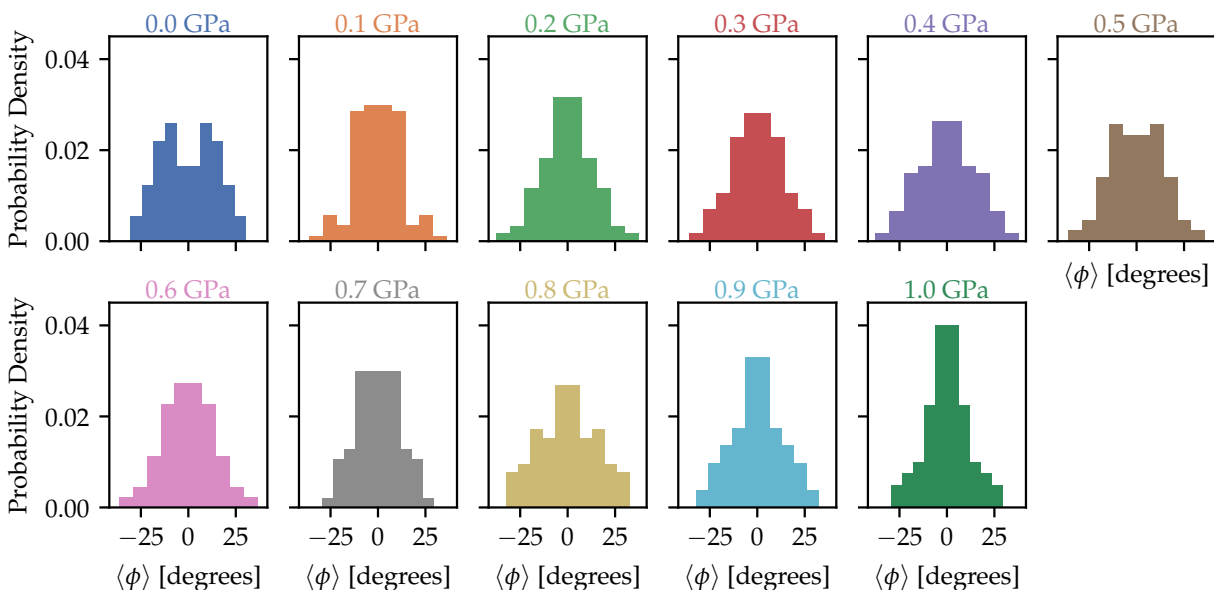 0.0 GPa 0.1 GPa 0.2 GPa 0.3 GPa 0.4 GPa 0.5 GPa
Probability Density
0.04
0.02
0.00
⟨ϕ⟩ [degrees]
0.6 GPa 0.7 GPa 0.8 GPa 0.9 GPa 1.0 GPa
Probability Density
0.04
0.02
0.00
−25 0 25 −25 0 25 −25 0 25 −25 0 25 −25 0 25
⟨ϕ⟩ [degrees] ⟨ϕ⟩ [degrees] ⟨ϕ⟩ [degrees] ⟨ϕ⟩ [degrees] ⟨ϕ⟩ [degrees]